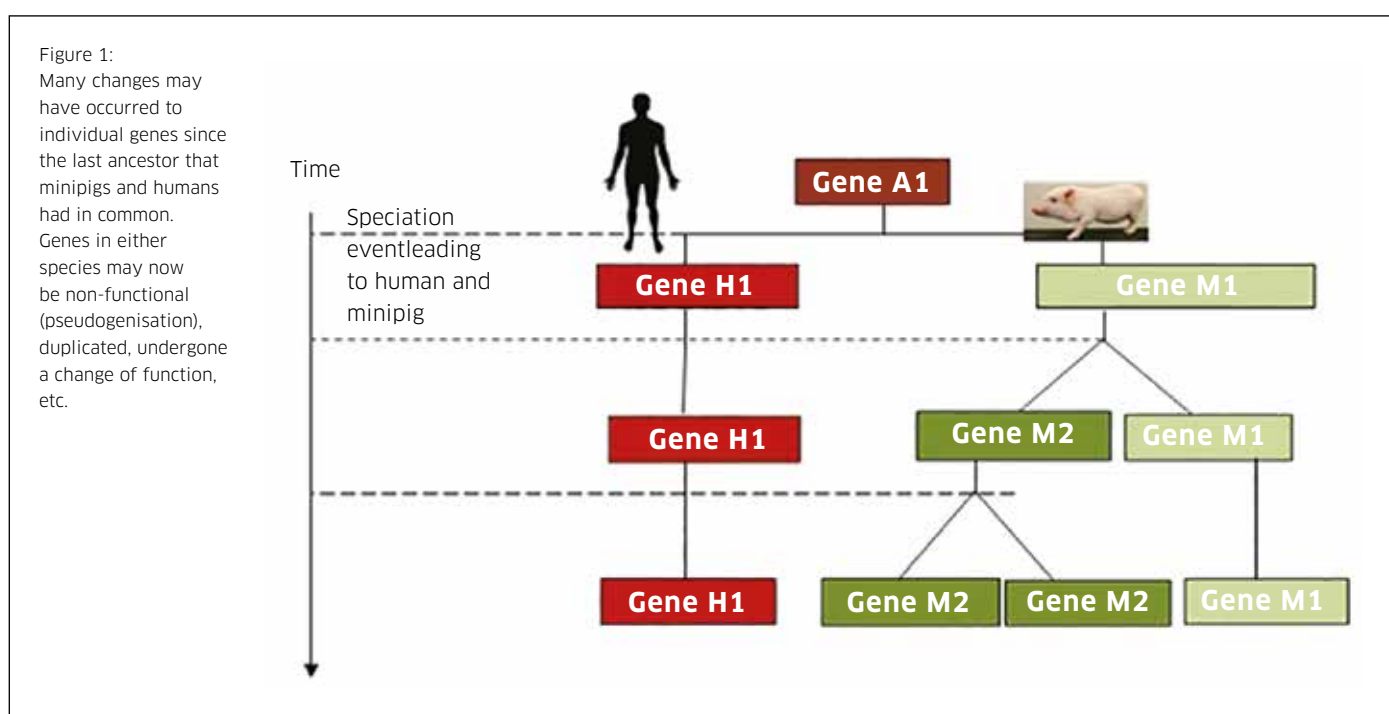 Figure 1:
Many changes may
have occurred to
individual genes since
the last ancestor that
minipigs and humans
had in common.
Genes in either
species may now
be non-functional
(pseudogenisation),
duplicated, undergone
a change of function,
etc.
Time
Speciation
eventleading
to human and
minipig
Gene A1
Gene H1
Gene M1
Gene H1
Gene M2
Gene M1
Gene H1
Gene M2
Gene M2
Gene M1